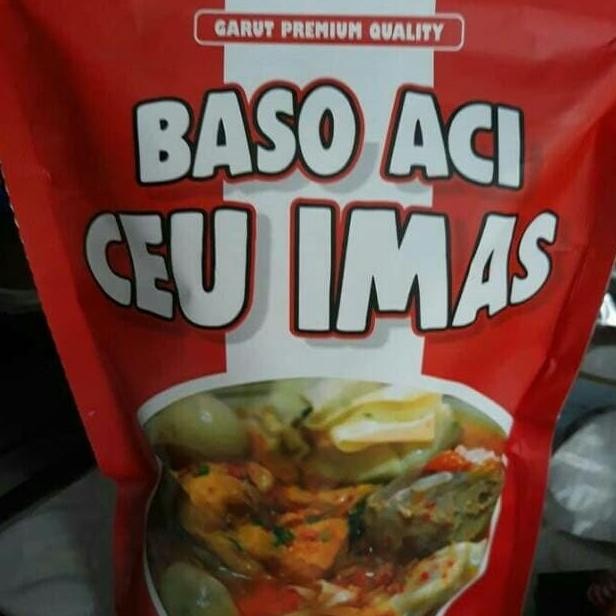 GARUT PREMIUM QUALITY
BASO ACI
CEU IMAS